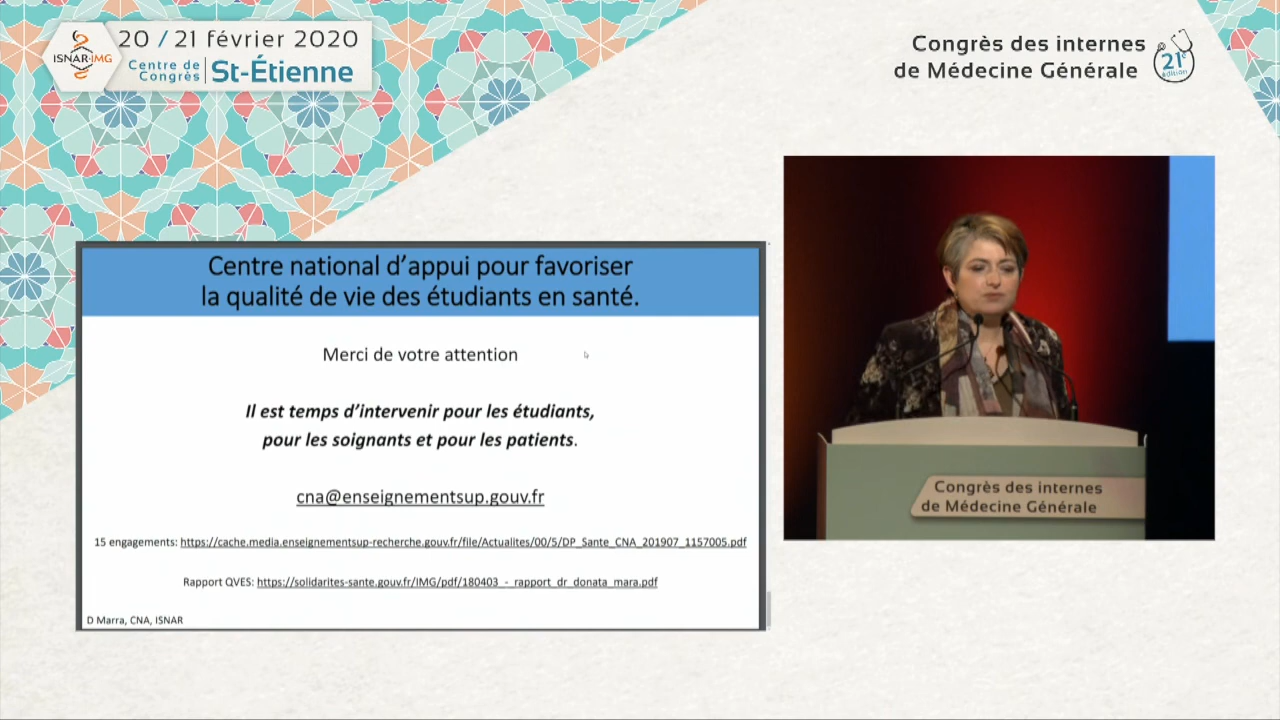 ISNAR-IMG
20 / 21 février 2020
Centre de
Congrès
St-Étienne
Congrès des internes
de Médecine Générale
21e
édition
Centre national d'appui pour favoriser
la qualité de vie des étudiants en santé.
Merci de votre attention
Il est temps d'intervenir pour les étudiants,
pour les soignants et pour les patients.
cna@enseignementsup.gouv.fr
15 engagements: https://cache.media.enseignementsup-recherche.gouv.fr/file/Actualites/00/5/DP_Sante_CNA_201907_1157005.pdf
Rapport QVES: https://solidarites-sante.gouv.fr/IMG/pdf/180403_-_rapport_dr_donata_mara.pdf
D Marra, CNA, ISNAR
Congrès des internes
de Médecine Générale